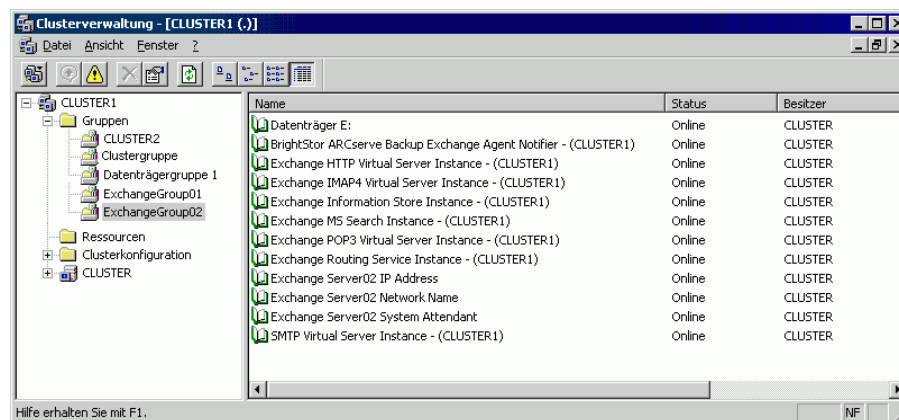 Clusterverwaltung - [CLUSTER1 (.)]
Datei Ansicht Fenster ?
CLUSTER1
Gruppen
CLUSTER2
Clustergruppe
Datenträgergruppe 1
ExchangeGroup01
ExchangeGroup02
Ressourcen
Clusterkonfiguration
CLUSTER
Name Status Besitzer
Datenträger E: Online CLUSTER
BrightStor ARCserve Backup Exchange Agent Notifier - (CLUSTER1) Online CLUSTER
Exchange HTTP Virtual Server Instance - (CLUSTER1) Online CLUSTER
Exchange IMAP4 Virtual Server Instance - (CLUSTER1) Online CLUSTER
Exchange Information Store Instance - (CLUSTER1) Online CLUSTER
Exchange MS Search Instance - (CLUSTER1) Online CLUSTER
Exchange POP3 Virtual Server Instance - (CLUSTER1) Online CLUSTER
Exchange Routing Service Instance - (CLUSTER1) Online CLUSTER
Exchange Server02 IP Address Online CLUSTER
Exchange Server02 Network Name Online CLUSTER
Exchange Server02 System Attendant Online CLUSTER
SMTP Virtual Server Instance - (CLUSTER1) Online CLUSTER
Hilfe erhalten Sie mit F1. NF